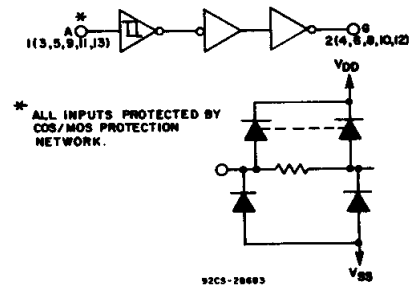 *
A
1(3,5,9,11,13)
G
2(4,6,8,10,12)
VDD
* ALL INPUTS PROTECTED BY
COS/MOS PROTECTION
NETWORK.
VSS
92CS-28683